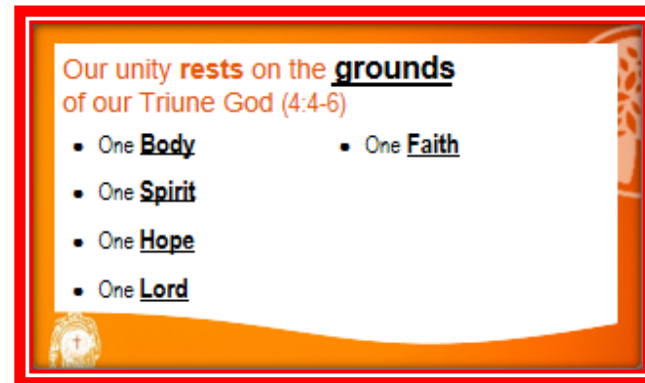 Our unity rests on the grounds
of our Triune God (4:4-6)
• One Body
• One Spirit
• One Hope
• One Lord
• One Faith